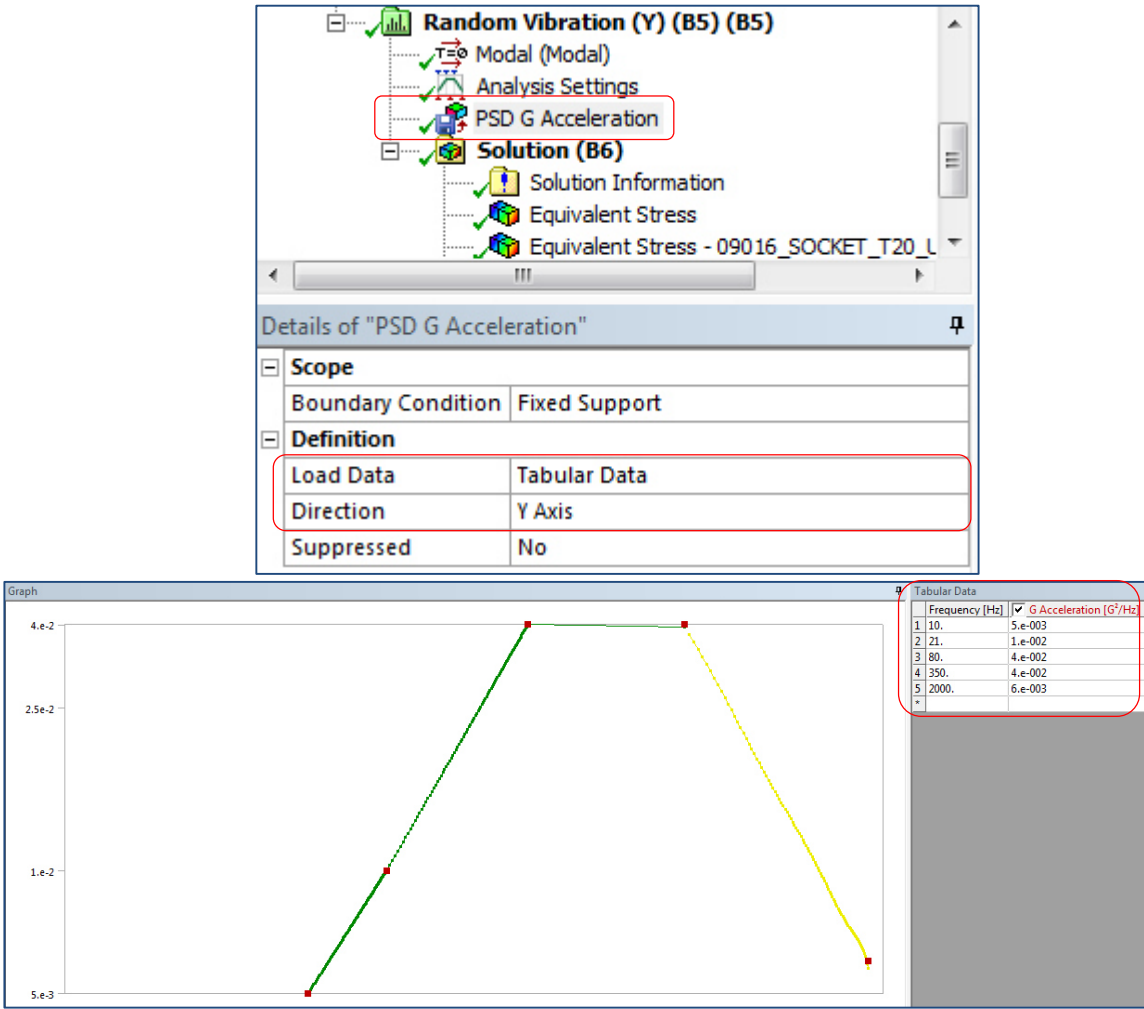 Random Vibration (Y) (B5) (B5)
Modal (Modal)
Analysis Settings
PSD G Acceleration
Solution (B6)
Solution Information
Equivalent Stress
Equivalent Stress - 09016_SOCKET_T20_L
Details of "PSD G Acceleration"
Scope
Boundary Condition Fixed Support
Definition
Load Data Tabular Data
Direction Y Axis
Suppressed No
Graph
4.e-2
2.5e-2
1.e-2
5.e-3
Tabular Data
Frequency [Hz] G Acceleration [G²/Hz]
1 10. 5.e-003
2 21. 1.e-002
3 80. 4.e-002
4 350. 4.e-002
5 2000. 6.e-003
*